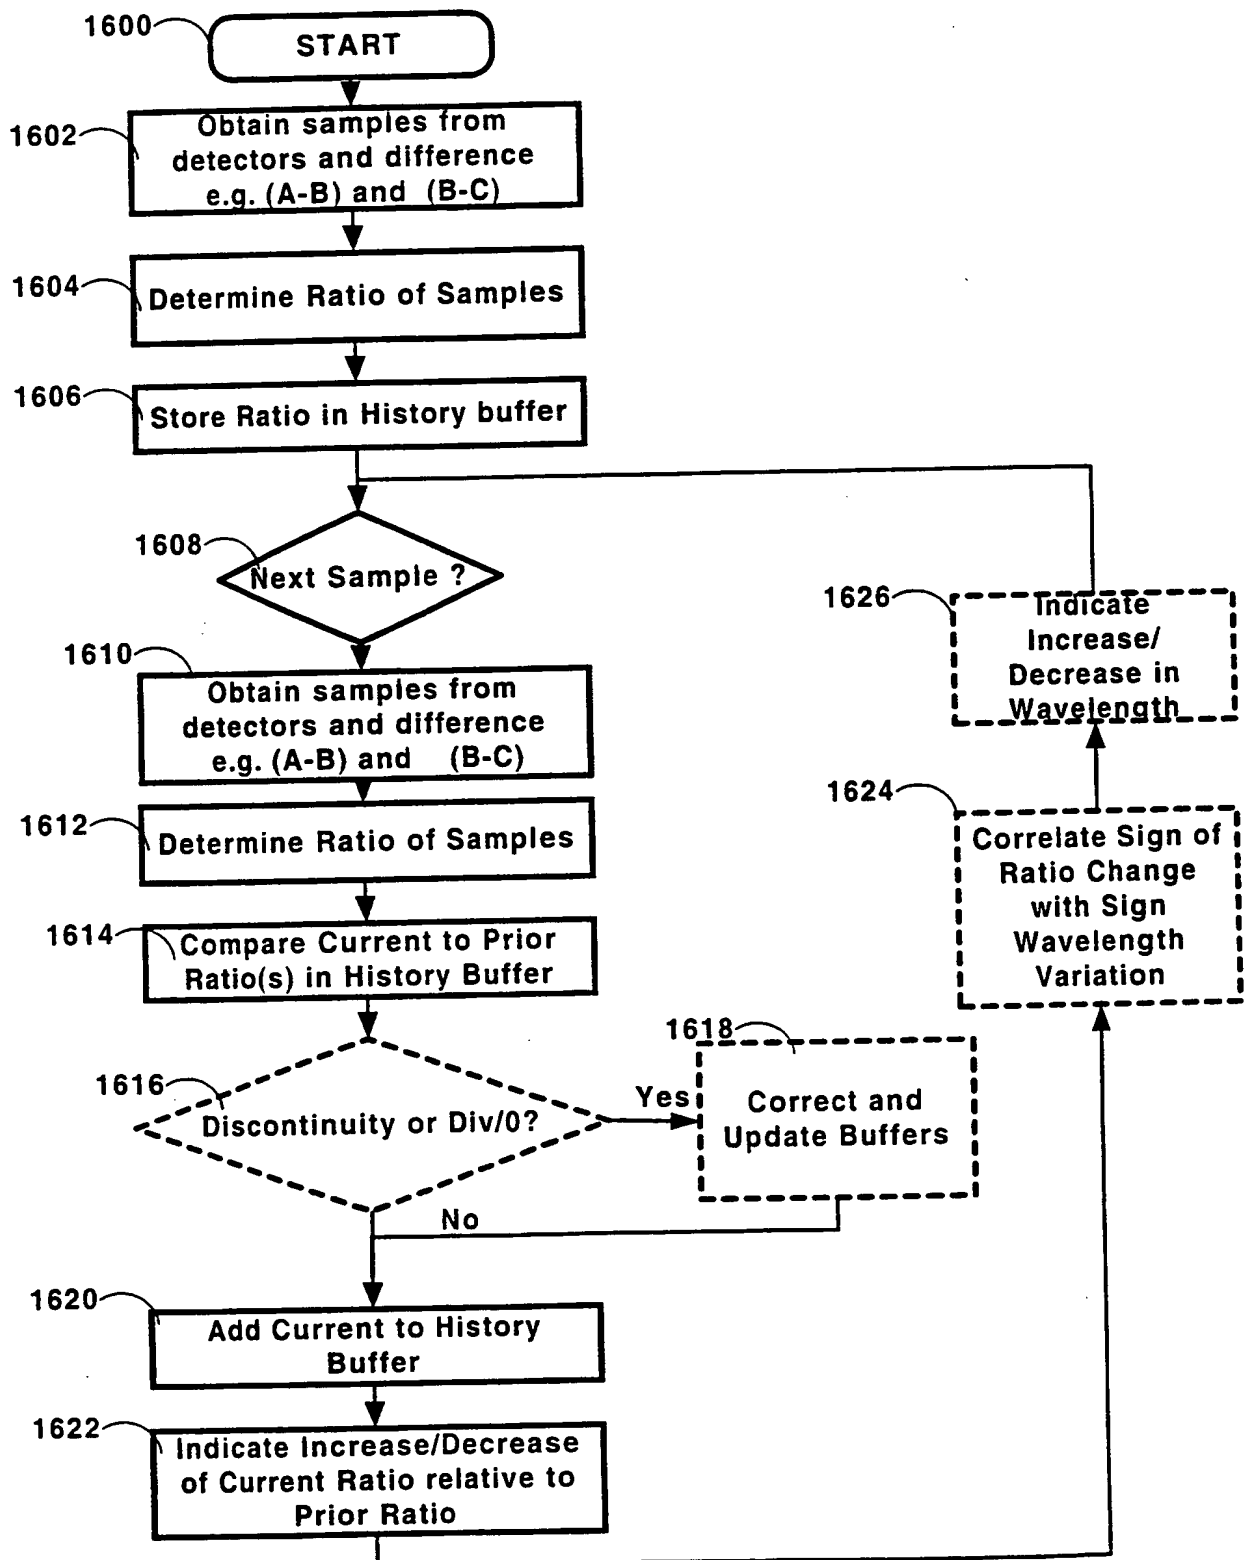 1600
START
1602
Obtain samples from
detectors and difference
e.g. (A-B) and (B-C)
1604
Determine Ratio of Samples
1606
Store Ratio in History buffer
1608
Next Sample ?
1610
Obtain samples from
detectors and difference
e.g. (A-B) and (B-C)
1612
Determine Ratio of Samples
1614
Compare Current to Prior
Ratio(s) in History Buffer
1616
Discontinuity or Div/0?
Yes
No
1618
Correct and
Update Buffers
1620
Add Current to History
Buffer
1622
Indicate Increase/Decrease
of Current Ratio relative to
Prior Ratio
1624
Correlate Sign of
Ratio Change
with Sign
Wavelength
Variation
1626
Indicate
Increase/
Decrease in
Wavelength